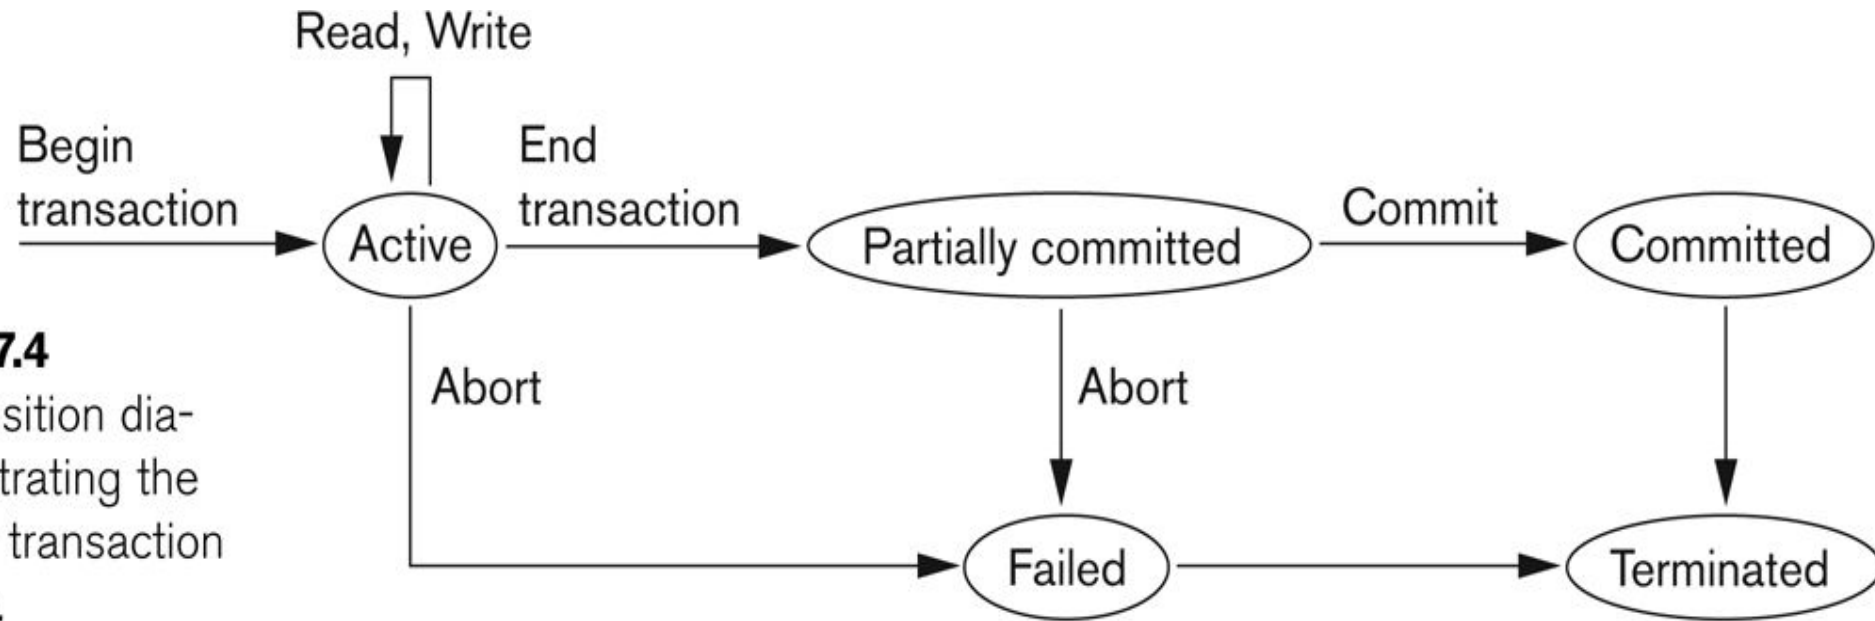 Read, Write
Begin
transaction
End
transaction
Active
Partially committed
Commit
Committed
7.4
sition dia-
trating the
transaction
Abort
Abort
Failed
Terminated